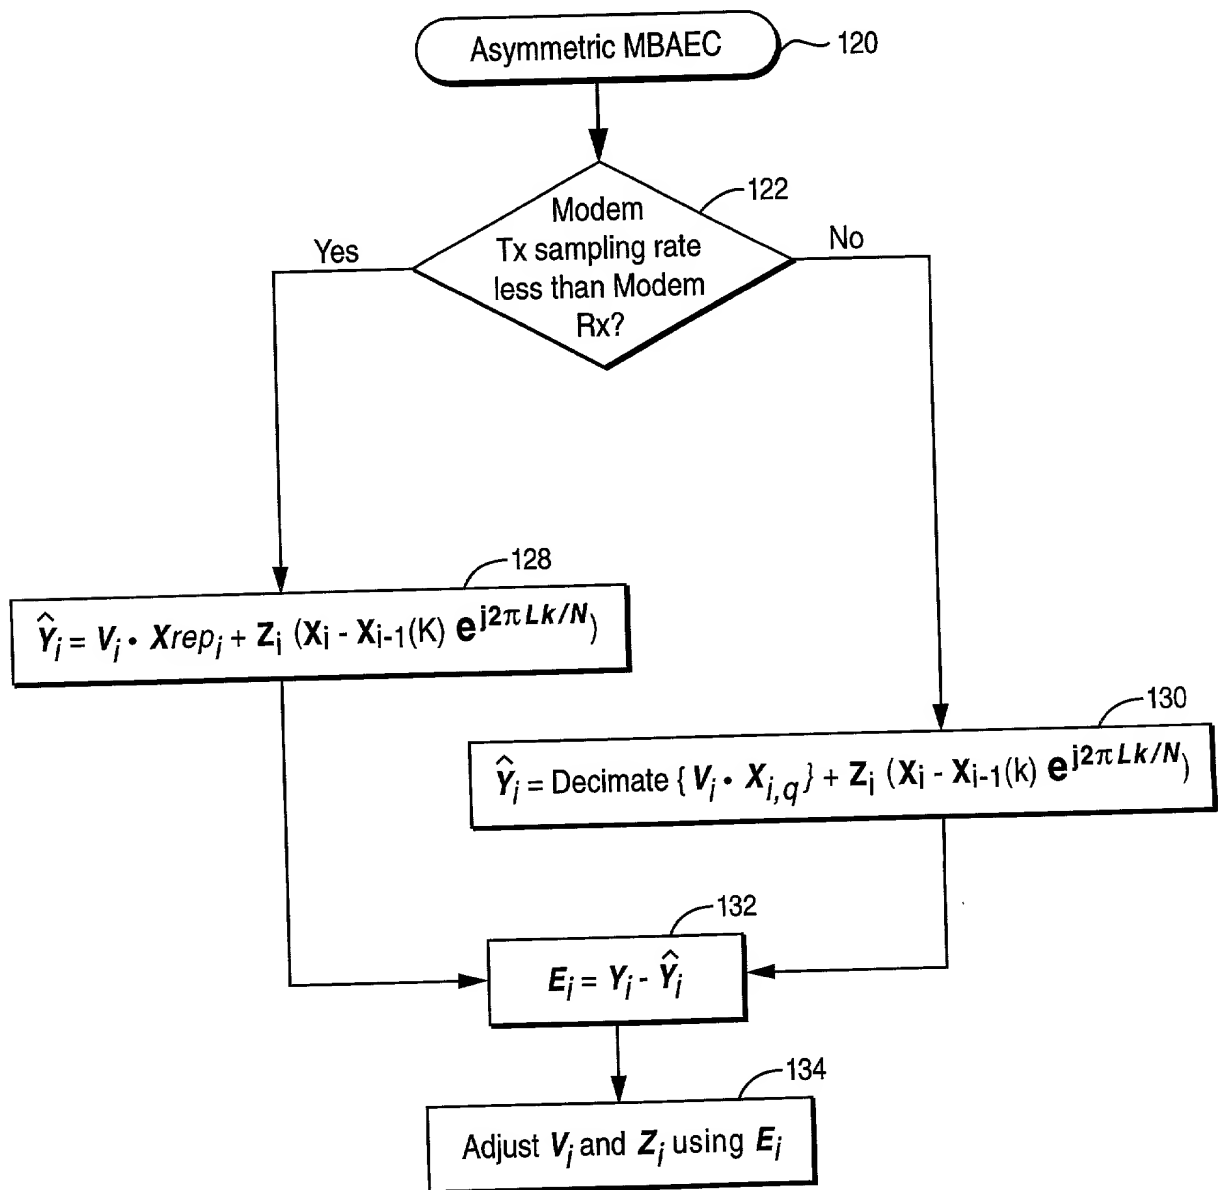 Asymmetric MBAEC
120
Modem
Tx sampling rate
less than Modem
Rx?
122
Yes
No
128
Ŷi = Vi • Xrepi + Zi (Xi - Xi-1(K) e^j2πLk/N)
130
Ŷi = Decimate { Vi • Xi,q} + Zi (Xi - Xi-1(k) e^j2πLk/N)
132
Ei = Yi - Ŷi
134
Adjust Vi and Zi using Ei